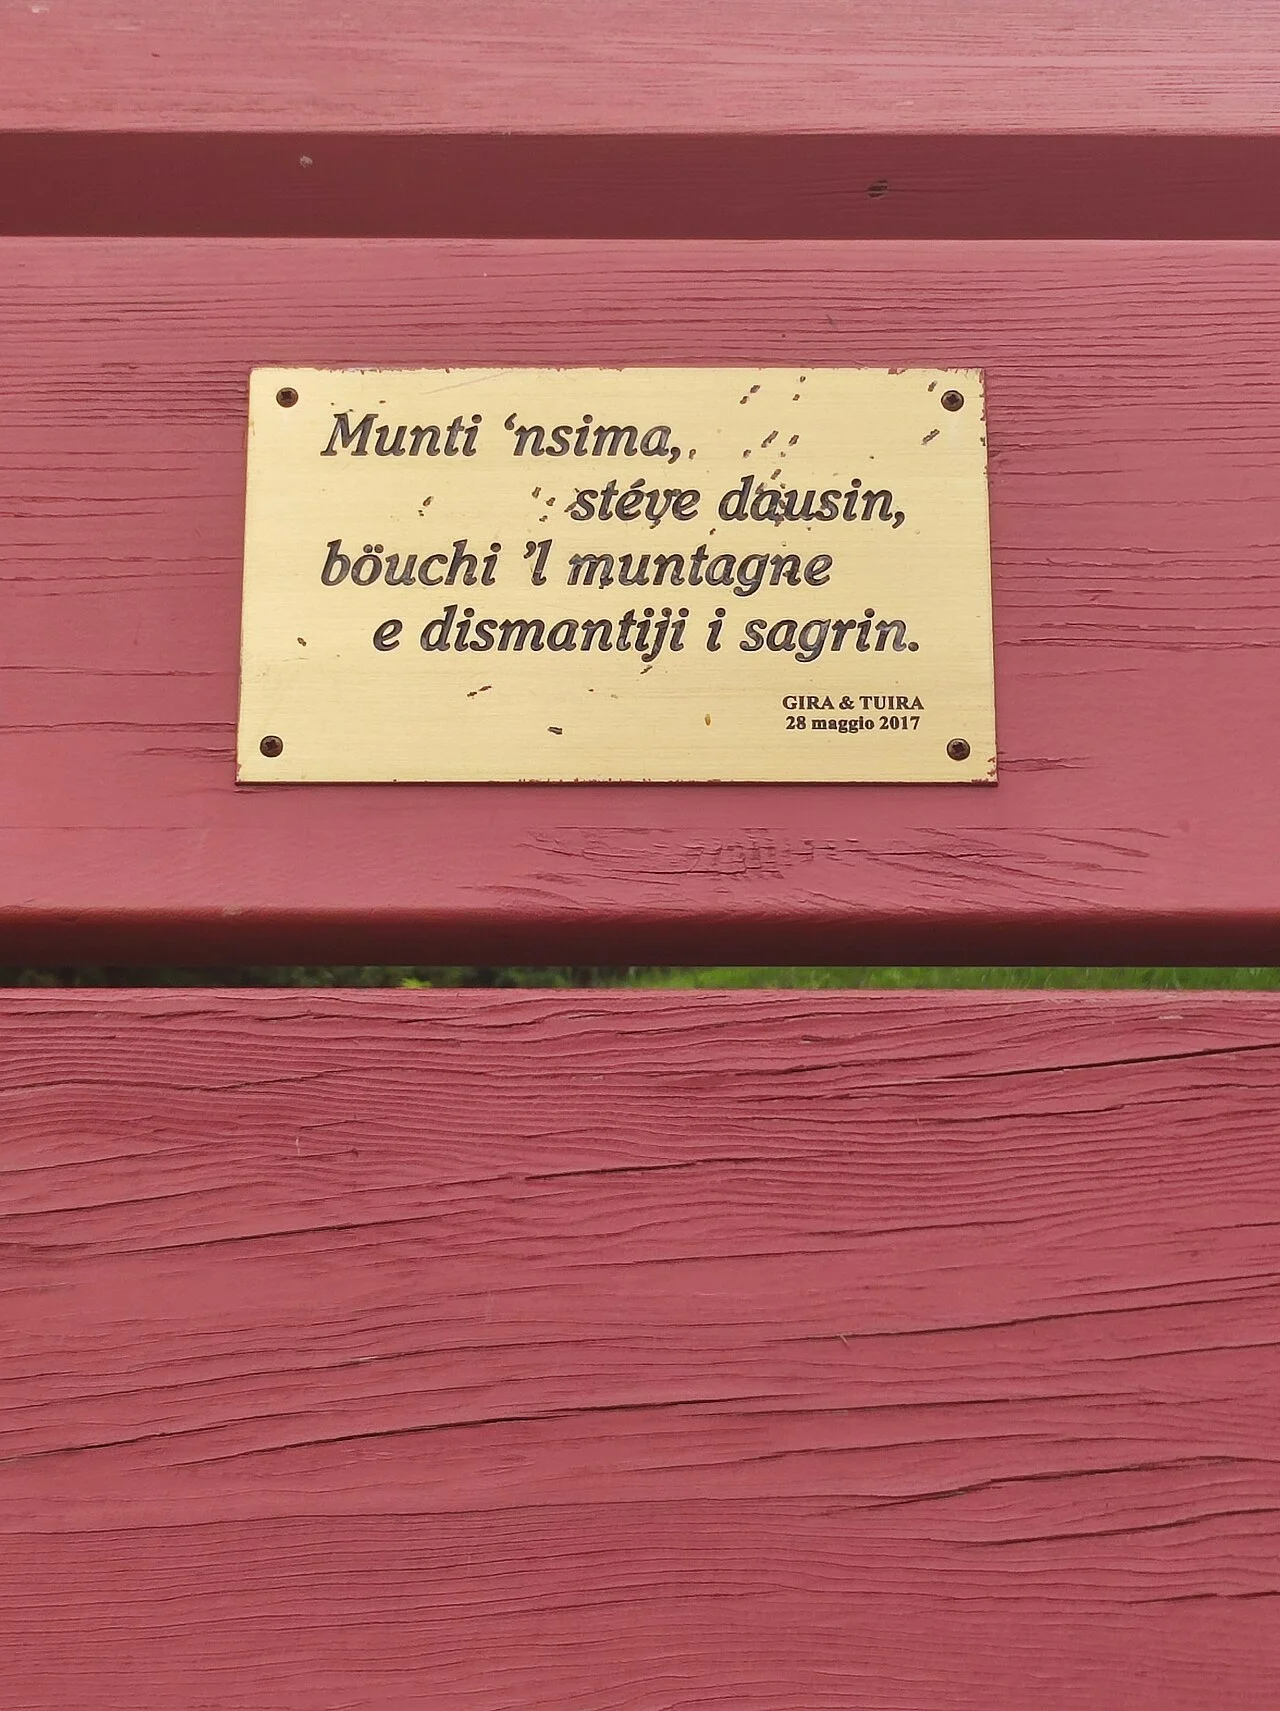 Munti ‘nsima,
stéve dausin,
böuchi ’l muntagne
e dismantiji i sagrin.
GIRA & TUIRA
28 maggio 2017